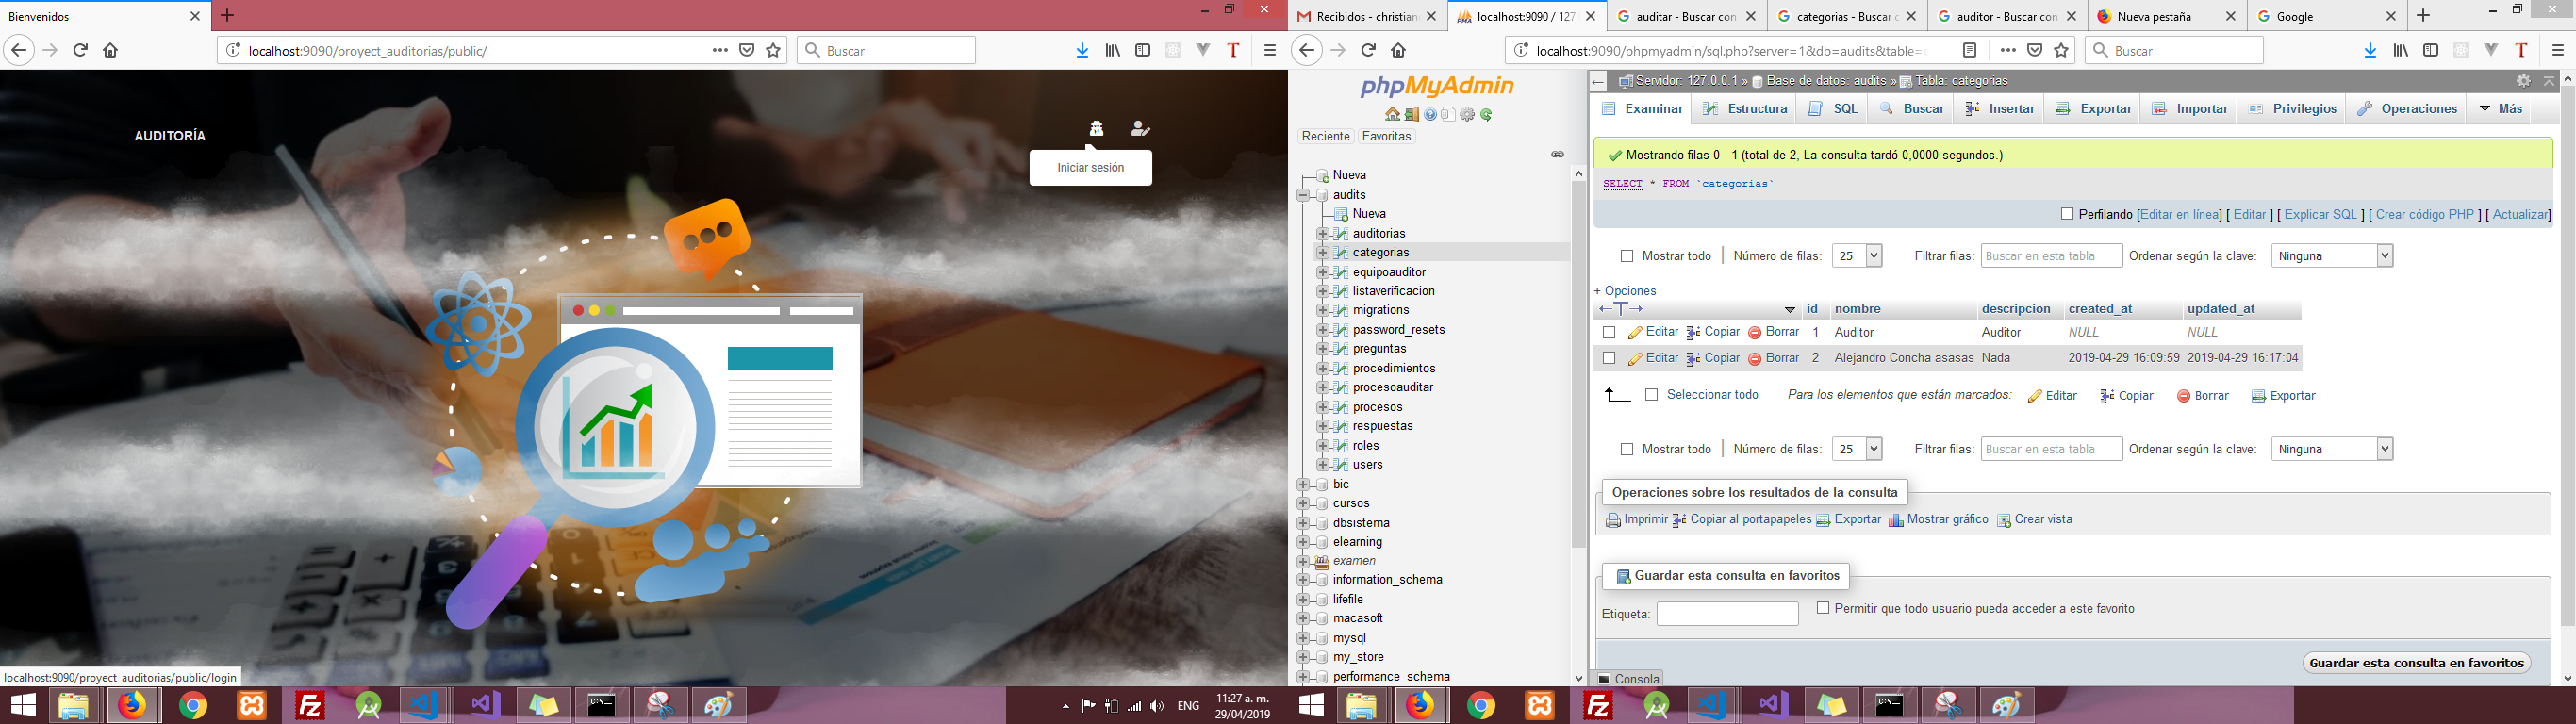 Bienvenidos
localhost:9090/proyect_auditorias/public/
Buscar
AUDITORÍA
Iniciar sesión
localhost:9090/proyect_auditorias/public/login
ENG
11:27 a. m.
29/04/2019
Recibidos - christian
localhost:9090 / 127.
auditar - Buscar con
categorias - Buscar c
auditor - Buscar con
Nueva pestaña
Google
localhost:9090/phpmyadmin/sql.php?server=1&db=audits&table=c
Buscar
phpMyAdmin
Reciente
Favoritas
Nueva
audits
Nueva
auditorias
categorias
equipoauditor
listaverificacion
migrations
password_resets
preguntas
procedimientos
procesoauditar
procesos
respuestas
roles
users
bic
cursos
dbsistema
elearning
examen
information_schema
lifefile
macasoft
mysql
my_store
performance_schema
Servidor: 127.0.0.1 » Base de datos: audits » Tabla: categorias
Examinar Estructura SQL Buscar Insertar Exportar Importar Privilegios Operaciones Más
Mostrando filas 0 - 1 (total de 2, La consulta tardó 0,0000 segundos.)
SELECT * FROM `categorias`
Perfilando [Editar en línea] [ Editar ] [ Explicar SQL ] [ Crear código PHP ] [ Actualizar]
Mostrar todo | Número de filas: 25 Filtrar filas: Buscar en esta tabla Ordenar según la clave: Ninguna
+ Opciones
id nombre descripcion created_at updated_at
Editar Copiar Borrar 1 Auditor Auditor NULL NULL
Editar Copiar Borrar 2 Alejandro Concha asasas Nada 2019-04-29 16:09:59 2019-04-29 16:17:04
Seleccionar todo Para los elementos que están marcados: Editar Copiar Borrar Exportar
Mostrar todo | Número de filas: 25 Filtrar filas: Buscar en esta tabla Ordenar según la clave: Ninguna
Operaciones sobre los resultados de la consulta
Imprimir Copiar al portapapeles Exportar Mostrar gráfico Crear vista
Guardar esta consulta en favoritos
Etiqueta: Permitir que todo usuario pueda acceder a este favorito
Guardar esta consulta en favoritos
Consola